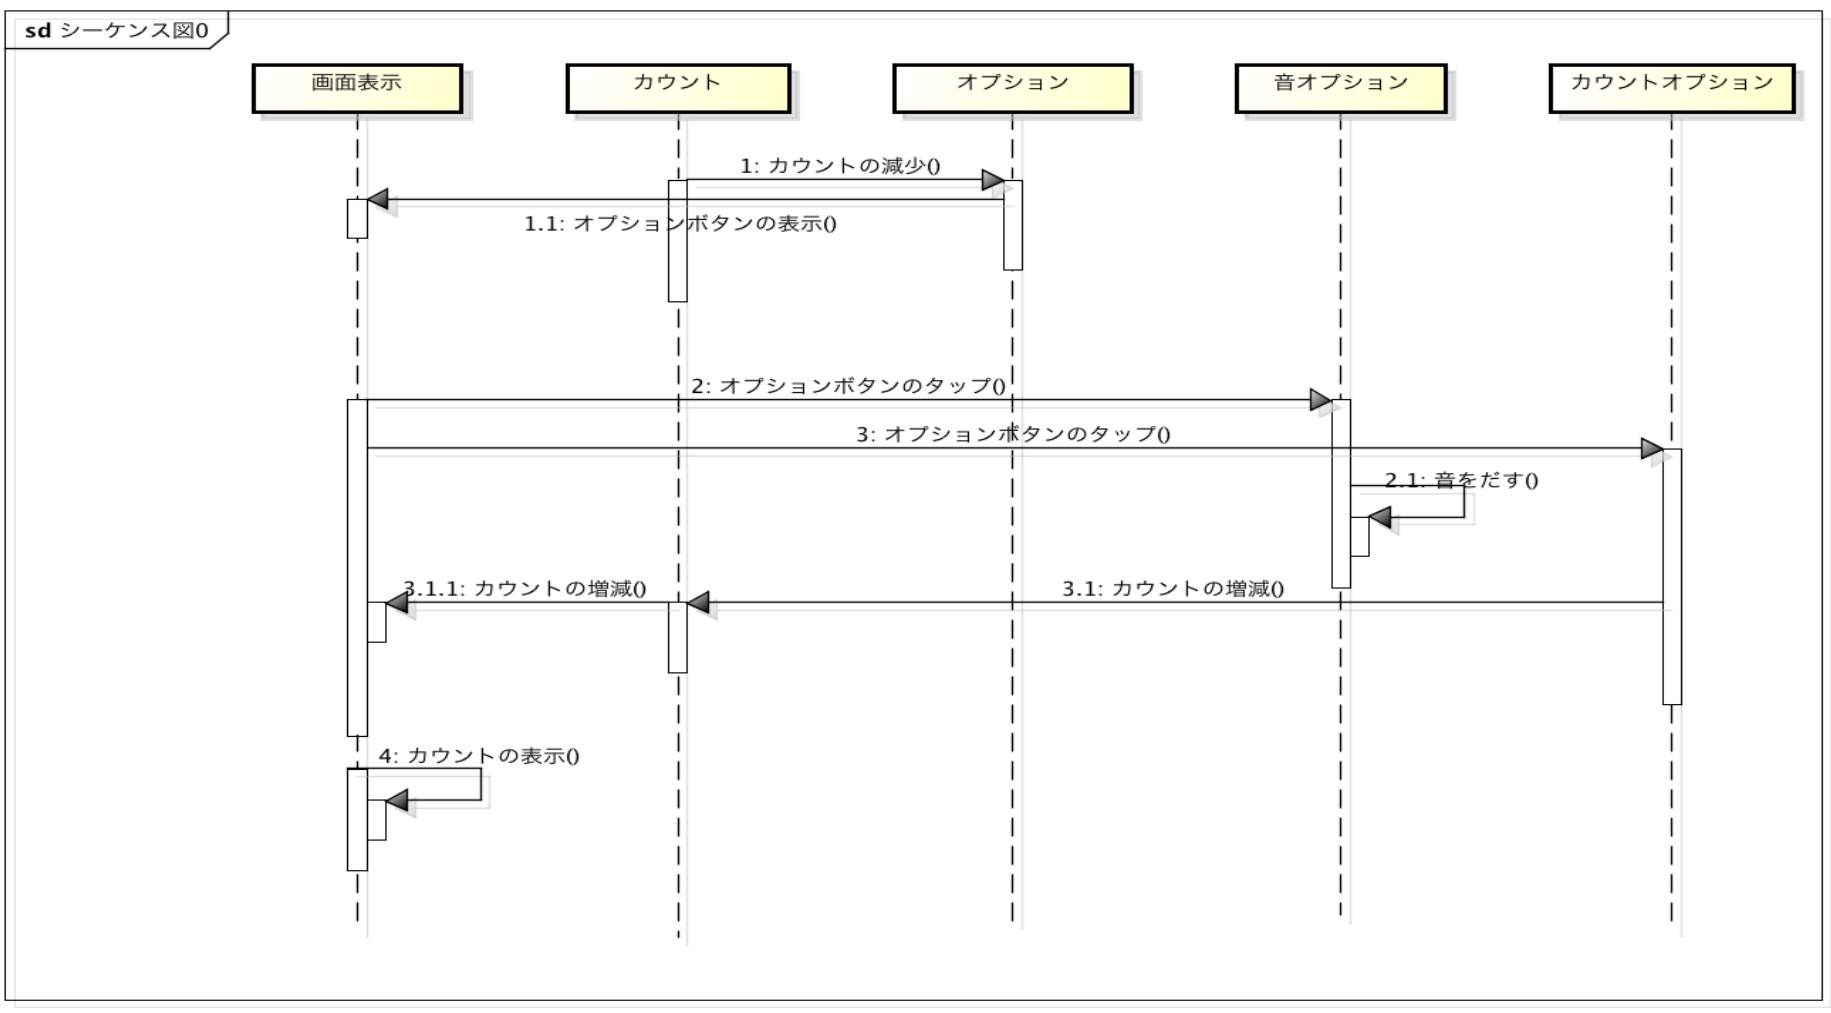 sd シーケンス図0
画面表示
カウント
オプション
音オプション
カウントオプション
1: カウントの減少()
1.1: オプションボタンの表示()
2: オプションボタンのタップ()
3: オプションボタンのタップ()
2.1: 音をだす()
3.1.1: カウントの増減()
3.1: カウントの増減()
4: カウントの表示()